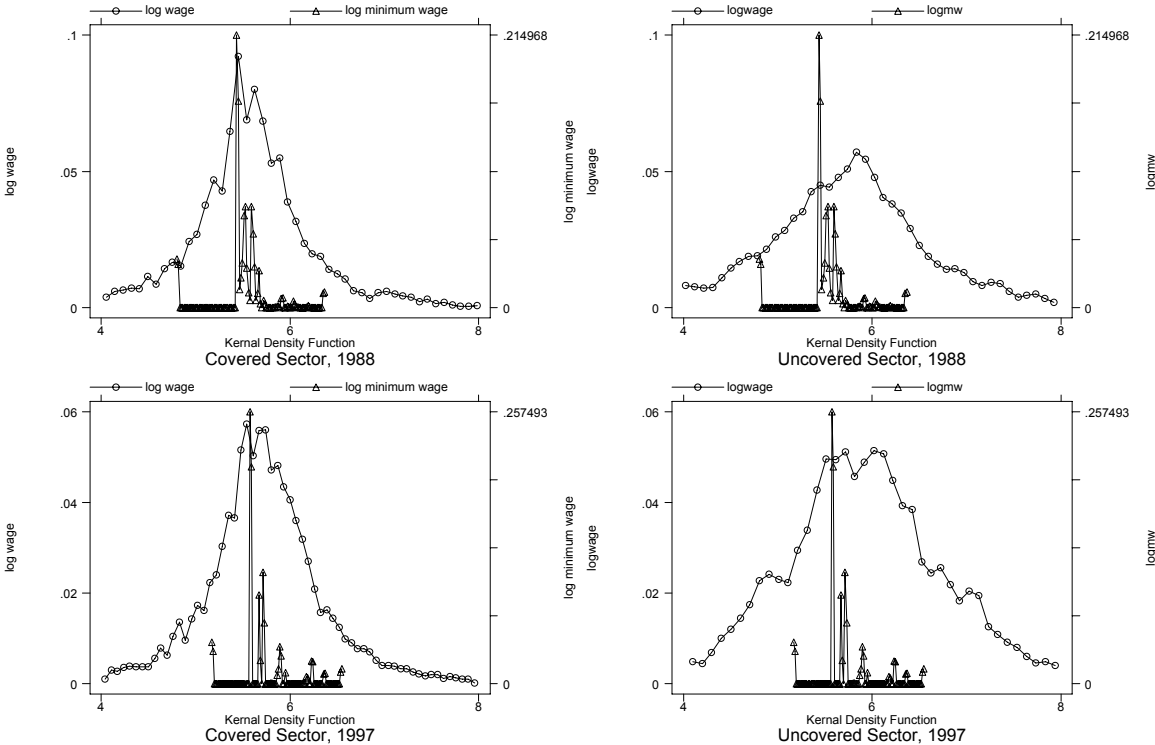 log wage log minimum wage
logwage logmw
.1 .214968
.1 .214968
.05
.05
0 0
0 0
log wage
log minimum wage
logwage
logmw
4 6 8
4 6 8
Kernal Density Function
Kernal Density Function
Covered Sector, 1988
Uncovered Sector, 1988
log wage log minimum wage
logwage logmw
.06 .257493
.06 .257493
.04
.04
.02
.02
0 0
0 0
log wage
log minimum wage
logwage
logmw
4 6 8
4 6 8
Kernal Density Function
Kernal Density Function
Covered Sector, 1997
Uncovered Sector, 1997